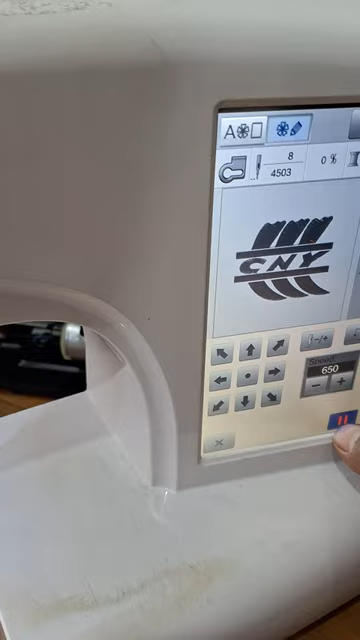 A
8
4503
0 %
CNY
-/+
Speed
650
- +